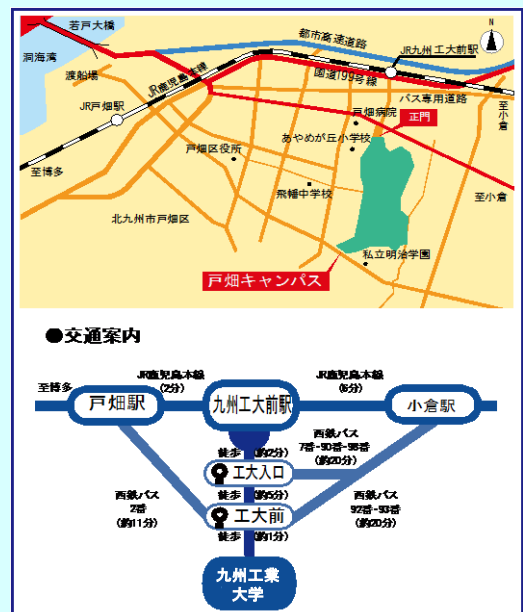 若戸大橋
N
洞海湾
都市高速道路
JR九州工大前駅
渡船場
JR鹿児島本線
国道199号線
JR戸畑駅
バス専用道路
戸畑病院
至小倉
正門
あやめが丘小学校
戸畑区役所
至博多
飛幡中学校
至小倉
北九州市戸畑区
私立明治学園
戸畑キャンパス
●交通案内
至博多
JR鹿児島本線
(2分)
JR鹿児島本線
(6分)
戸畑駅
九州工大前駅
小倉駅
徒歩 (約2分)
西鉄バス
7番・90番・98番
(約20分)
工大入口
徒歩 (約5分)
西鉄バス
2番
(約11分)
工大前
西鉄バス
92番・93番
(約20分)
徒歩 (約1分)
九州工業
大学